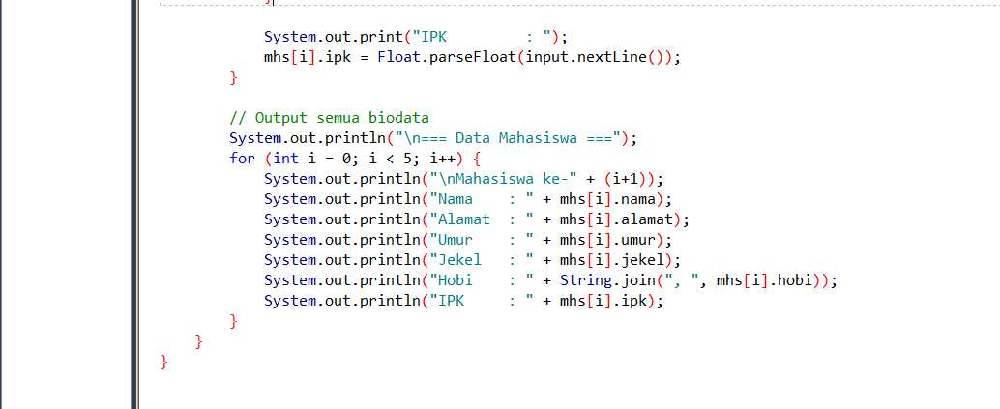 }
System.out.print("IPK         : ");
mhs[i].ipk = Float.parseFloat(input.nextLine());
}
// Output semua biodata
System.out.println("\n=== Data Mahasiswa ===");
for (int i = 0; i < 5; i++) {
System.out.println("\nMahasiswa ke-" + (i+1));
System.out.println("Nama    : " + mhs[i].nama);
System.out.println("Alamat  : " + mhs[i].alamat);
System.out.println("Umur    : " + mhs[i].umur);
System.out.println("Jekel   : " + mhs[i].jekel);
System.out.println("Hobi    : " + String.join(", ", mhs[i].hobi));
System.out.println("IPK     : " + mhs[i].ipk);
}
}
}